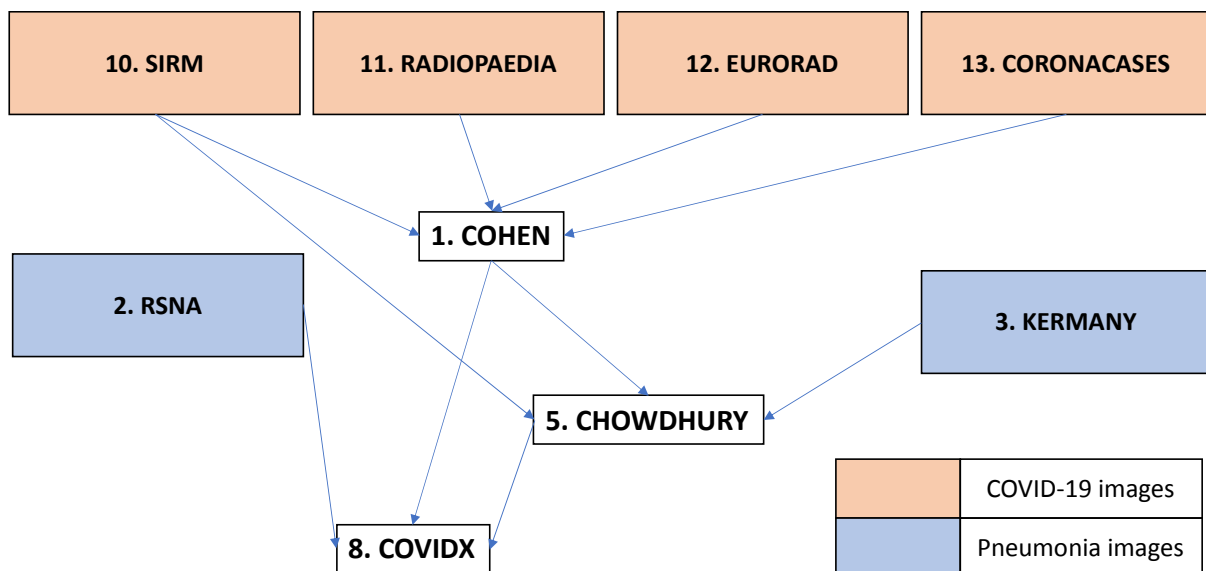 10. SIRM
11. RADIOPAEDIA
12. EURORAD
13. CORONACASES
1. COHEN
2. RSNA
3. KERMANY
5. CHOWDHURY
8. COVIDX
COVID-19 images
Pneumonia images